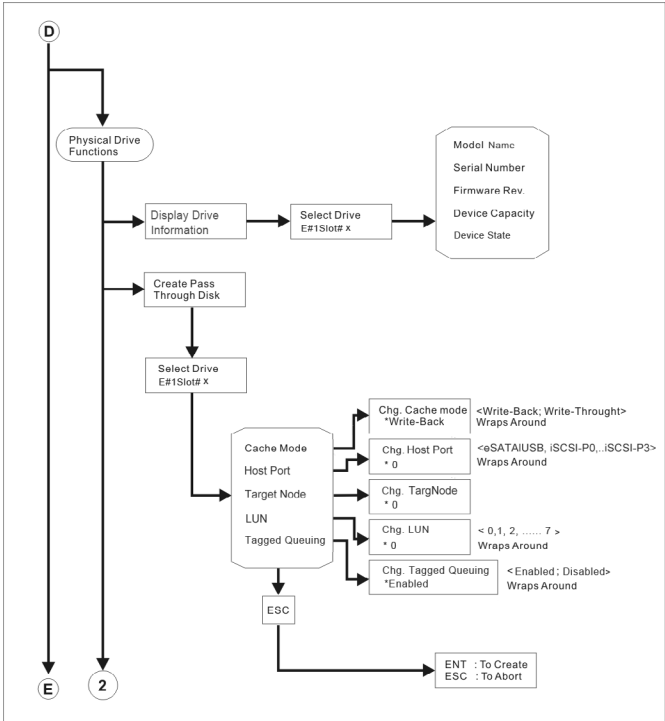 D
Physical Drive
Functions
Display Drive
Information
Select Drive
E#1Slot# x
Model Name
Serial Number
Firmware Rev.
Device Capacity
Device State
Create Pass
Through Disk
Select Drive
E#1Slot# x
Cache Mode
Host Port
Target Node
LUN
Tagged Queuing
Chg. Cache mode
*Write-Back
<Write-Back; Write-Throught>
Wraps Around
Chg. Host Port
* 0
<eSATAIUSB, iSCSI-P0,..iSCSI-P3>
Wraps Around
Chg. TargNode
* 0
Chg. LUN
* 0
< 0,1, 2, ...... 7 >
Wraps Around
Chg. Tagged Queuing
*Enabled
<Enabled; Disabled>
Wraps Around
ESC
ENT : To Create
ESC : To Abort
E
2